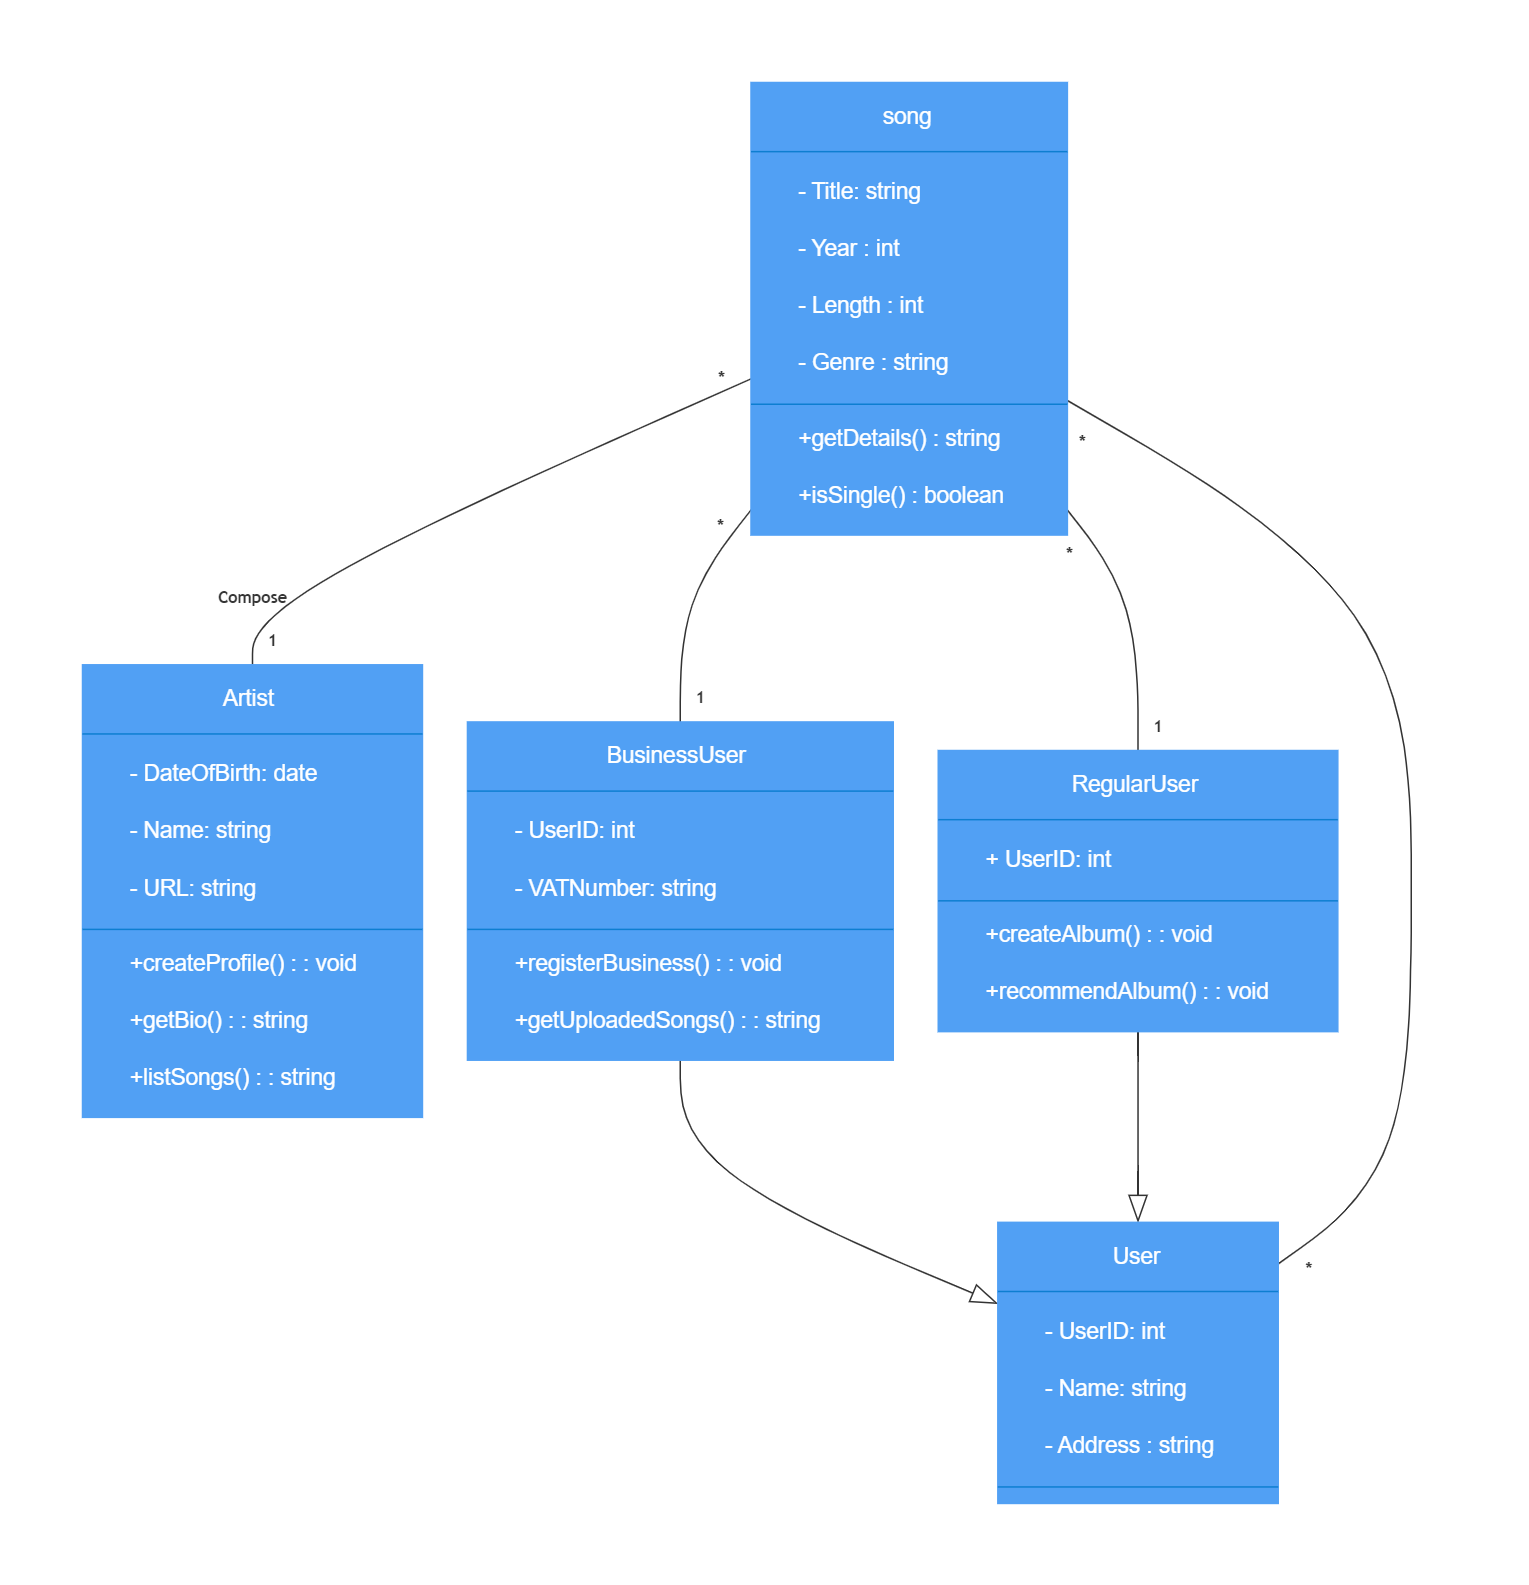 song
- Title: string
- Year : int
- Length : int
- Genre : string
+getDetails() : string
+isSingle() : boolean
*
*
*
*
Compose
1
1
1
Artist
- DateOfBirth: date
- Name: string
- URL: string
+createProfile() : : void
+getBio() : : string
+listSongs() : : string
BusinessUser
- UserID: int
- VATNumber: string
+registerBusiness() : : void
+getUploadedSongs() : : string
RegularUser
+ UserID: int
+createAlbum() : : void
+recommendAlbum() : : void
User
*
- UserID: int
- Name: string
- Address : string